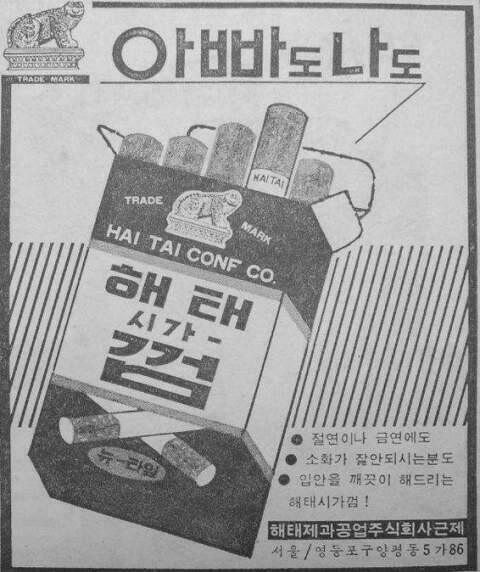 TRADE MARK
아빠도나도
HAITAI
TRADE
MARK
HAI TAI CONF CO.
해태
시가-
껌
뉴-라인
절연이나 금연에도
소화가 잘안되시는분도
입안을 깨끗이 해드리는
해태시가껌!
해태제과공업주식회사근제
서울/영등포구양평동5가86